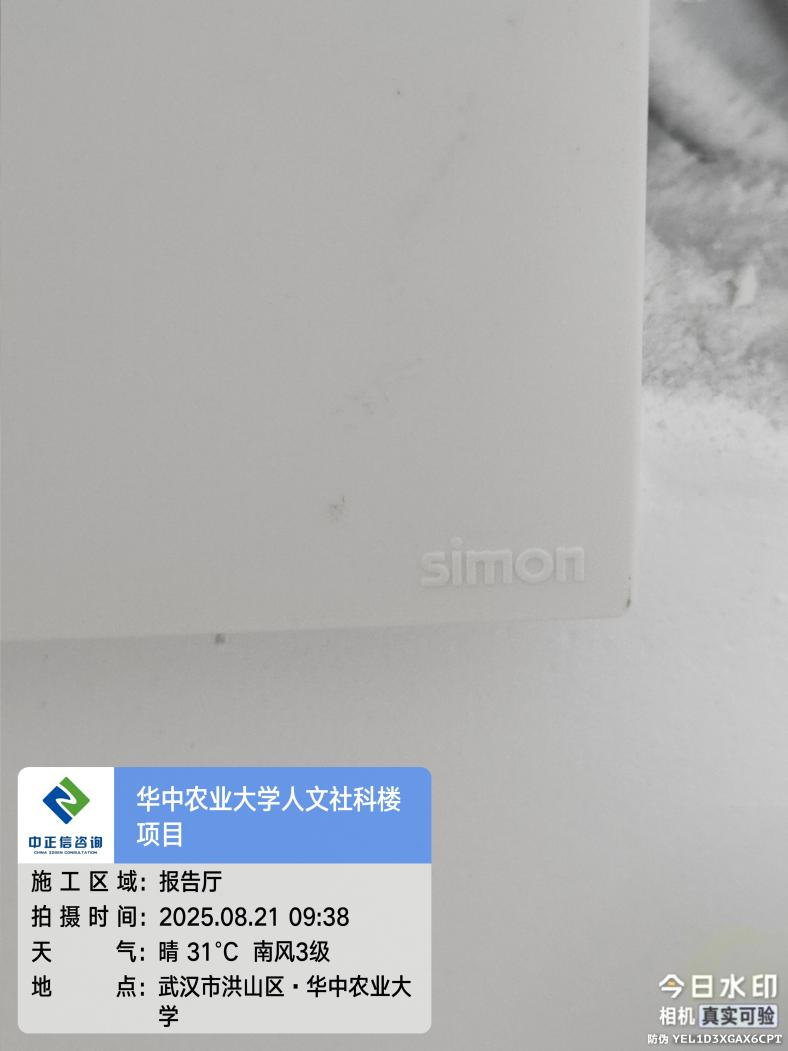 simon
华中农业大学人文社科楼
项目
中正信咨询
施工区域：报告厅
拍摄时间：2025.08.21 09:38
天气：晴 31℃ 南风3级
地点：武汉市洪山区·华中农业大
学
今日水印
相机 真实可验
防伪 YEL1D3XGAX6CPT